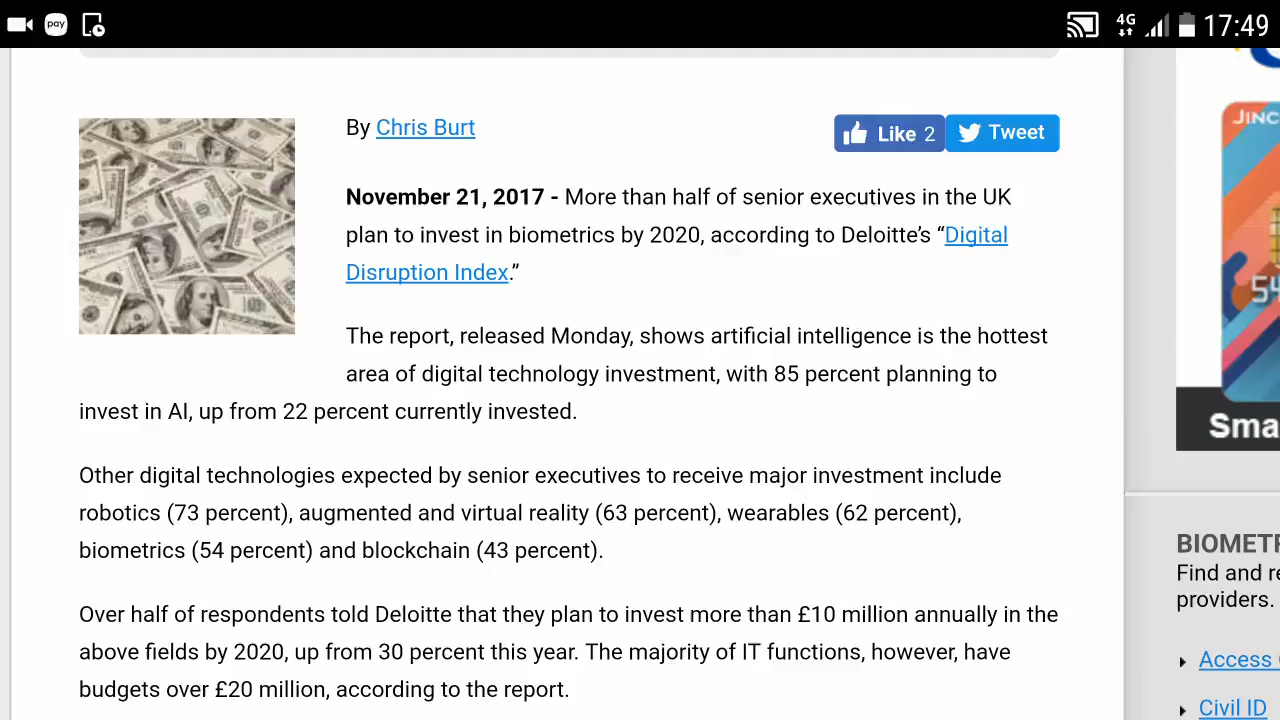 pay
4G
17:49
By Chris Burt
Like 2
Tweet
November 21, 2017 - More than half of senior executives in the UK
plan to invest in biometrics by 2020, according to Deloitte’s “Digital
Disruption Index.”
The report, released Monday, shows artificial intelligence is the hottest
area of digital technology investment, with 85 percent planning to
invest in AI, up from 22 percent currently invested.
Other digital technologies expected by senior executives to receive major investment include
robotics (73 percent), augmented and virtual reality (63 percent), wearables (62 percent),
biometrics (54 percent) and blockchain (43 percent).
Over half of respondents told Deloitte that they plan to invest more than £10 million annually in the
above fields by 2020, up from 30 percent this year. The majority of IT functions, however, have
budgets over £20 million, according to the report.
JINC
54
Sma
BIOMET
Find and re
providers.
Access
Civil ID